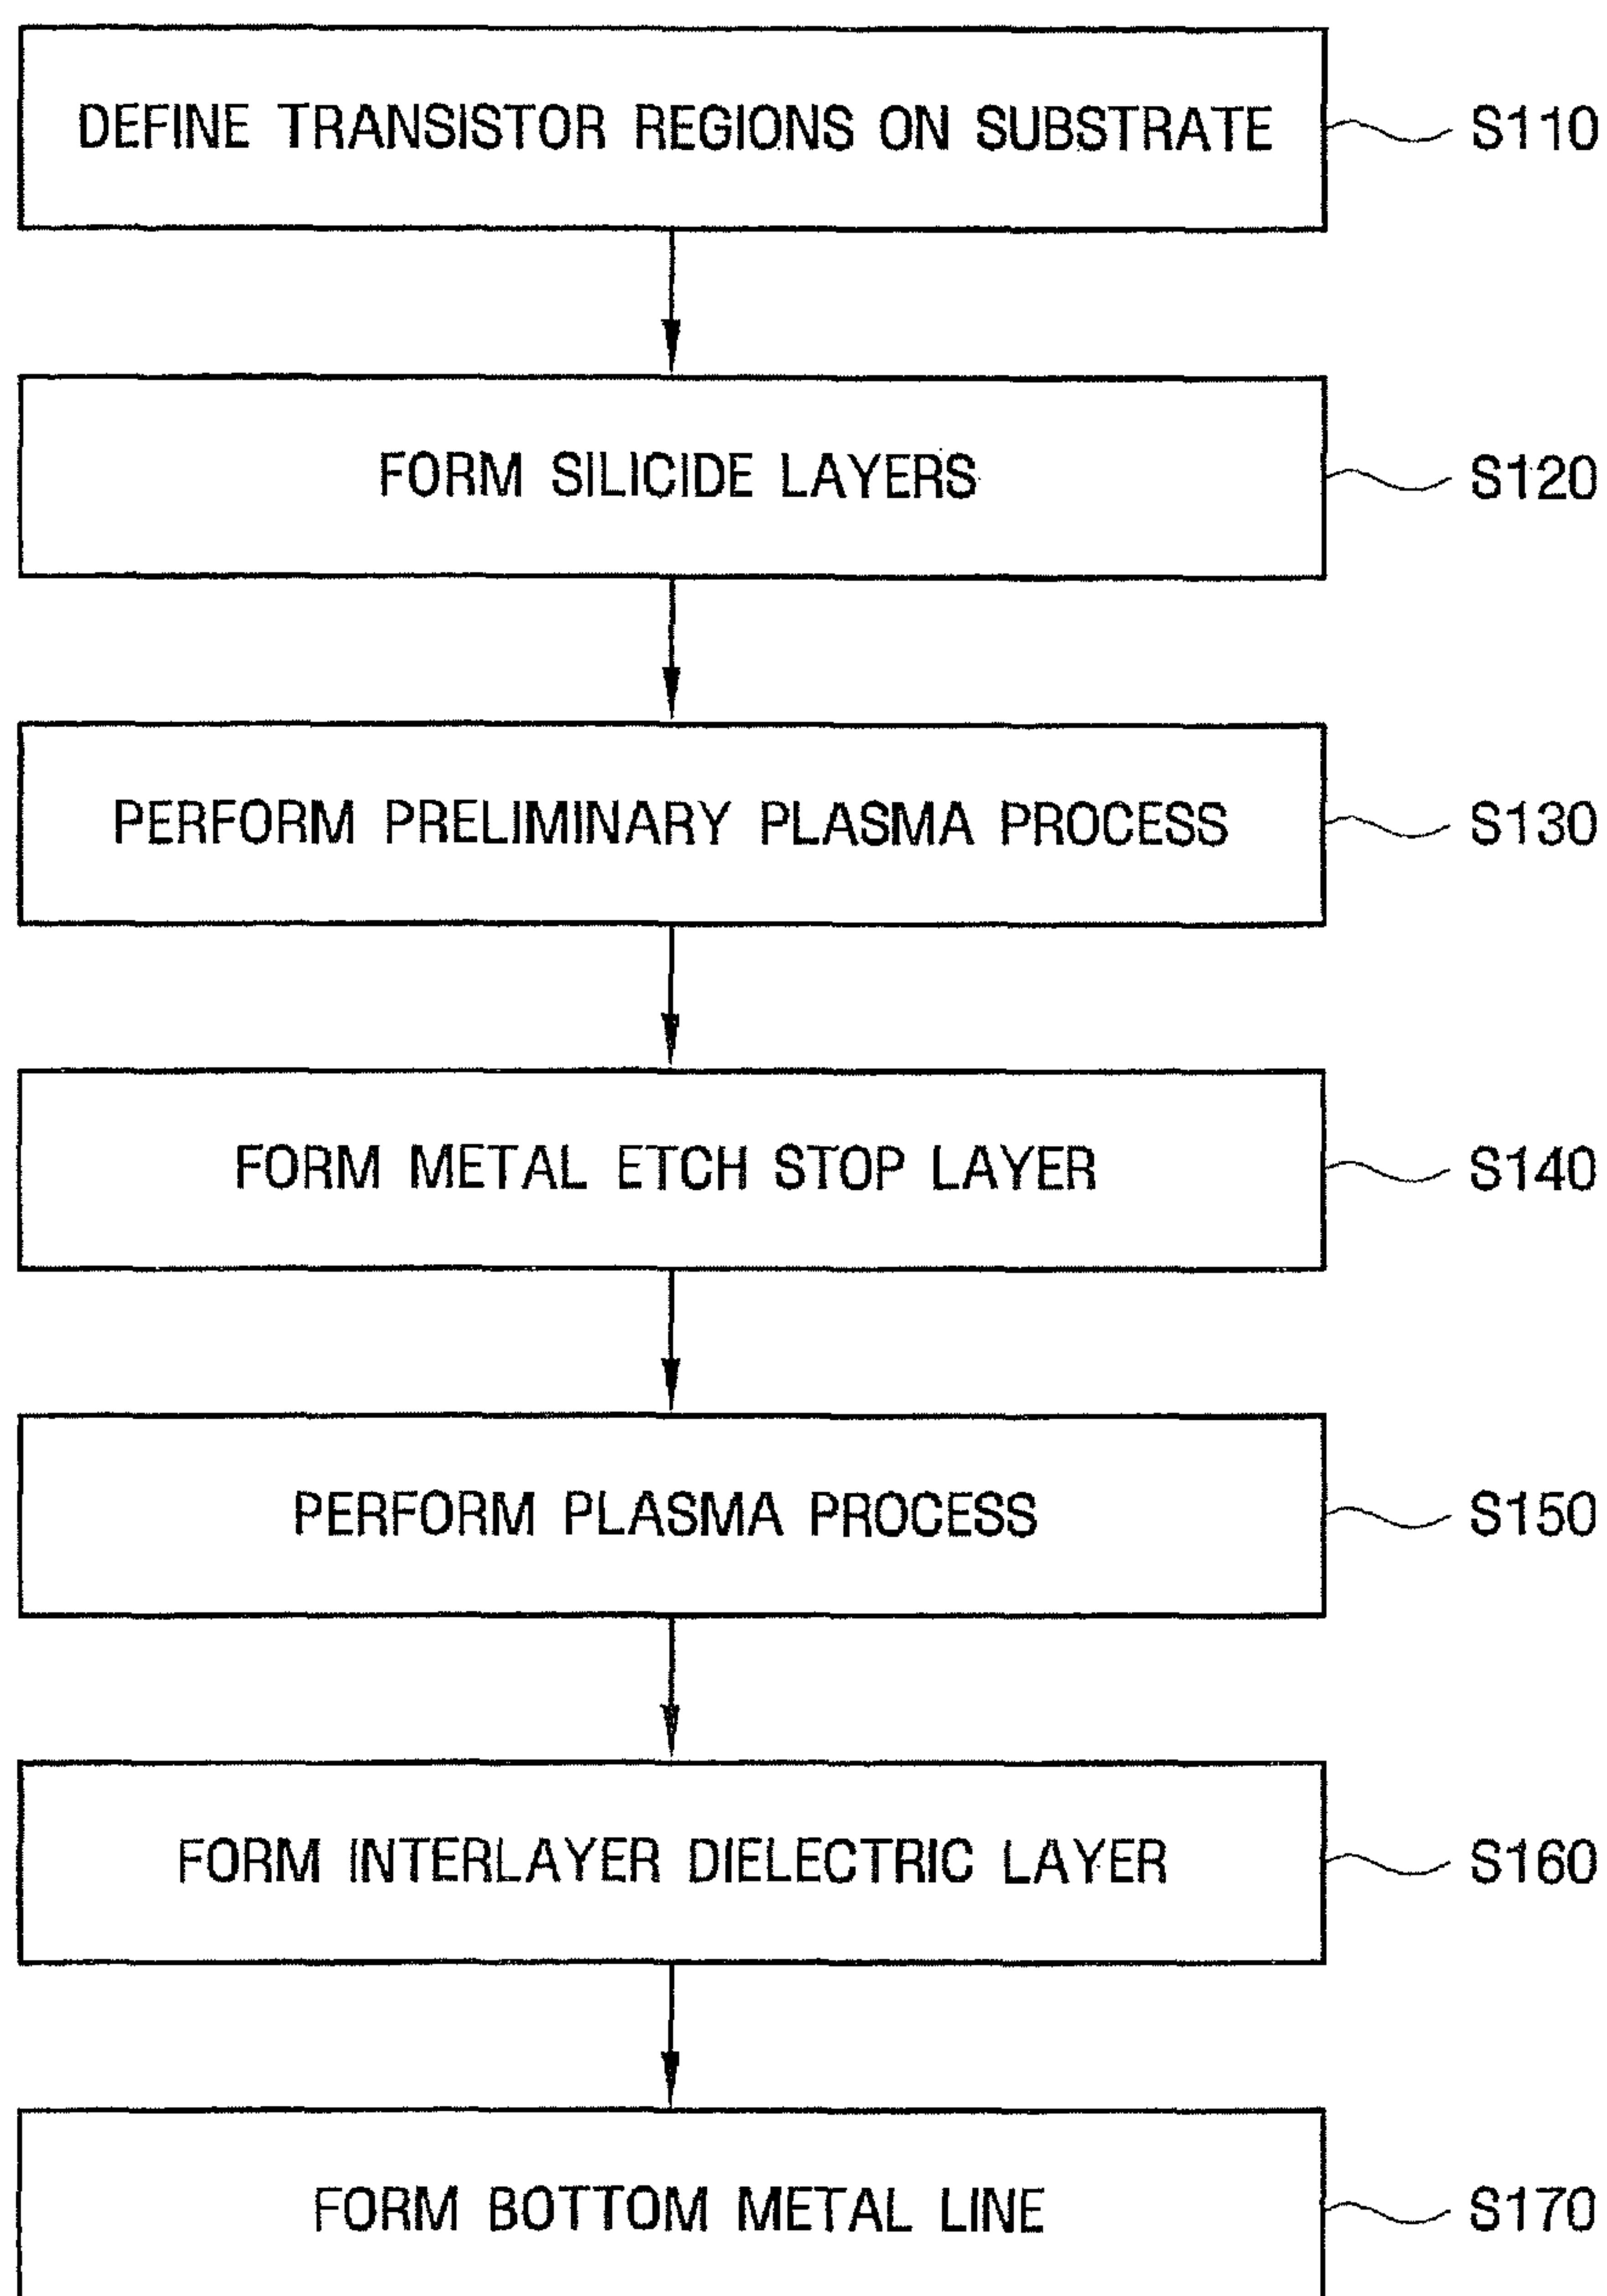 DEFINE TRANSISTOR REGIONS ON SUBSTRATE S110
FORM SILICIDE LAYERS S120
PERFORM PRELIMINARY PLASMA PROCESS S130
FORM METAL ETCH STOP LAYER S140
PERFORM PLASMA PROCESS S150
FORM INTERLAYER DIELECTRIC LAYER S160
FORM BOTTOM METAL LINE S170